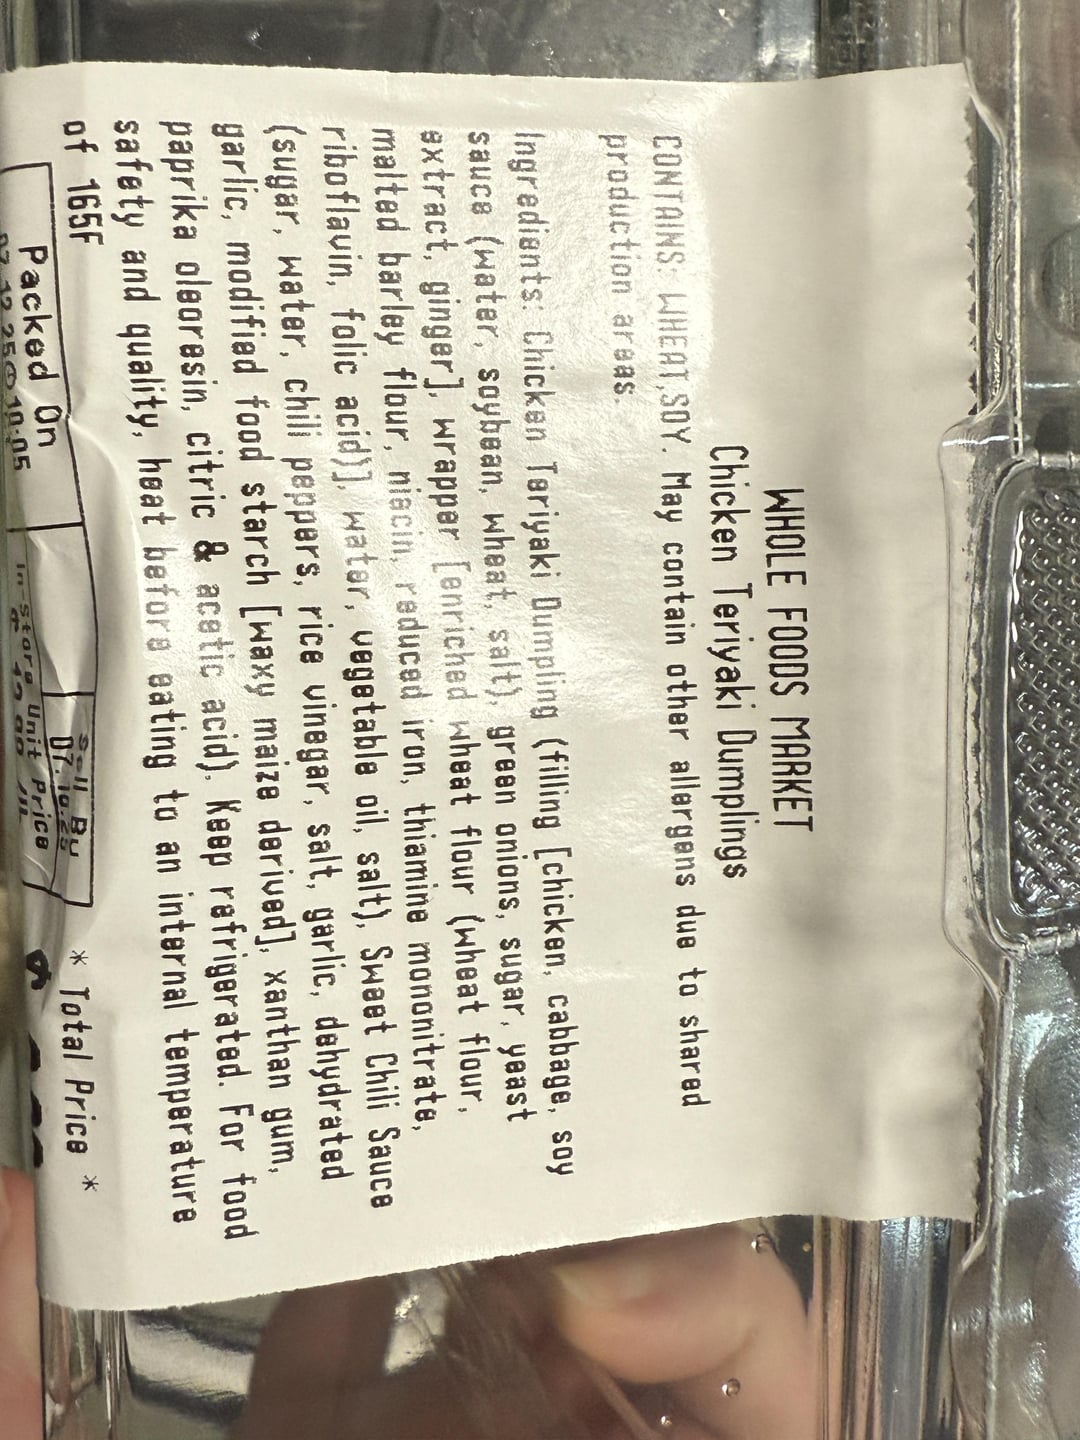 WHOLE FOODS MARKET
Chicken Teriyaki Dumplings
CONTAINS: WHEAT,SOY. May contain other allergens due to shared
production areas.
Ingredients: Chicken Teriyaki Dumpling (filling [chicken, cabbage, soy
sauce (water, soybean, wheat, salt), green onions, sugar, yeast
extract, ginger], wrapper [enriched wheat flour (wheat flour,
malted barley flour, niacin, reduced iron, thiamine mononitrate,
riboflavin, folic acid)], water, vegetable oil, salt), Sweet Chili Sauce
(sugar, water, chili peppers, rice vinegar, salt, garlic, dehydrated
garlic, modified food starch [waxy maize derived], xanthan gum,
paprika oleoresin, citric & acetic acid). Keep refrigerated. For food
safety and quality, heat before eating to an internal temperature
of 165F
Packed On
Sell By
* Total Price *
In-Store Unit Price